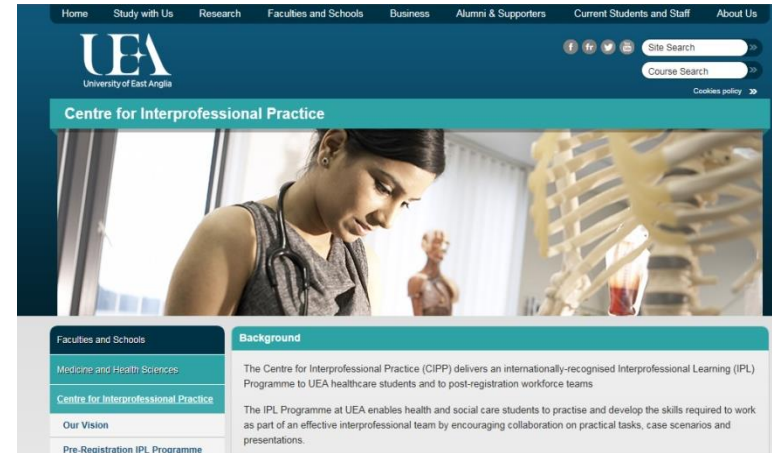 Home Study with Us Research Faculties and Schools Business Alumni & Supporters Current Students and Staff About Us
UEA
University of East Anglia
Site Search
Course Search
Cookies policy
Centre for Interprofessional Practice
Faculties and Schools
Medicine and Health Sciences
Centre for Interprofessional Practice
Our Vision
Pre-Registration IPL Programme
Background
The Centre for Interprofessional Practice (CIPP) delivers an internationally-recognised Interprofessional Learning (IPL)
Programme to UEA healthcare students and to post-registration workforce teams
The IPL Programme at UEA enables health and social care students to practise and develop the skills required to work
as part of an effective interprofessional team by encouraging collaboration on practical tasks, case scenarios and
presentations.